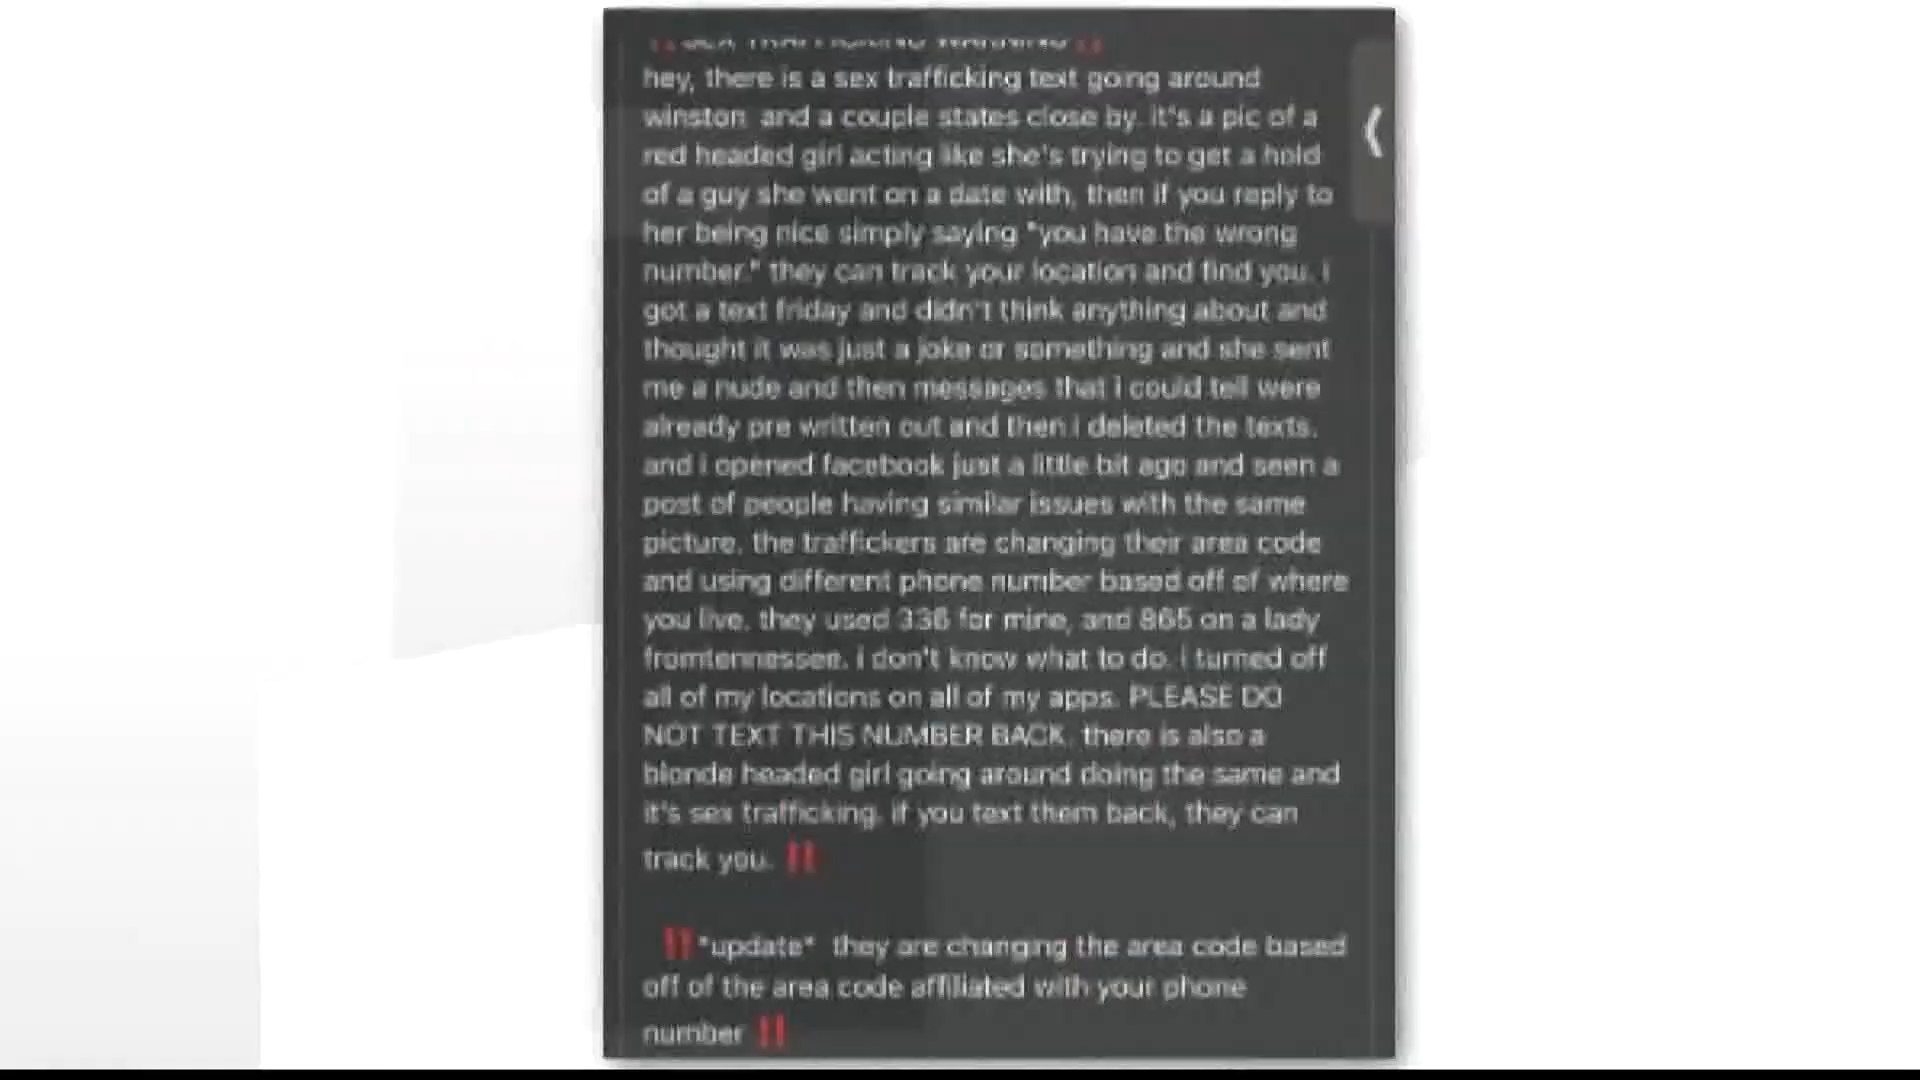 ‼️SEX TRAFFICKING WARNING‼️
hey, there is a sex trafficking text going around
winston and a couple states close by. it's a pic of a
red headed girl acting like she's trying to get a hold
of a guy she went on a date with, then if you reply to
her being nice simply saying "you have the wrong
number." they can track your location and find you. i
got a text friday and didn't think anything about and
thought it was just a joke or something and she sent
me a nude and then messages that i could tell were
already pre written out and then i deleted the texts.
and i opened facebook just a little bit ago and seen a
post of people having similar issues with the same
picture. the traffickers are changing their area code
and using different phone number based off of where
you live. they used 336 for mine, and 865 on a lady
fromtennessee. i don't know what to do. i turned off
all of my locations on all of my apps. PLEASE DO
NOT TEXT THIS NUMBER BACK. there is also a
blonde headed girl going around doing the same and
it's sex trafficking. if you text them back, they can
track you. ‼️
‼️*update* they are changing the area code based
off of the area code affiliated with your phone
number ‼️